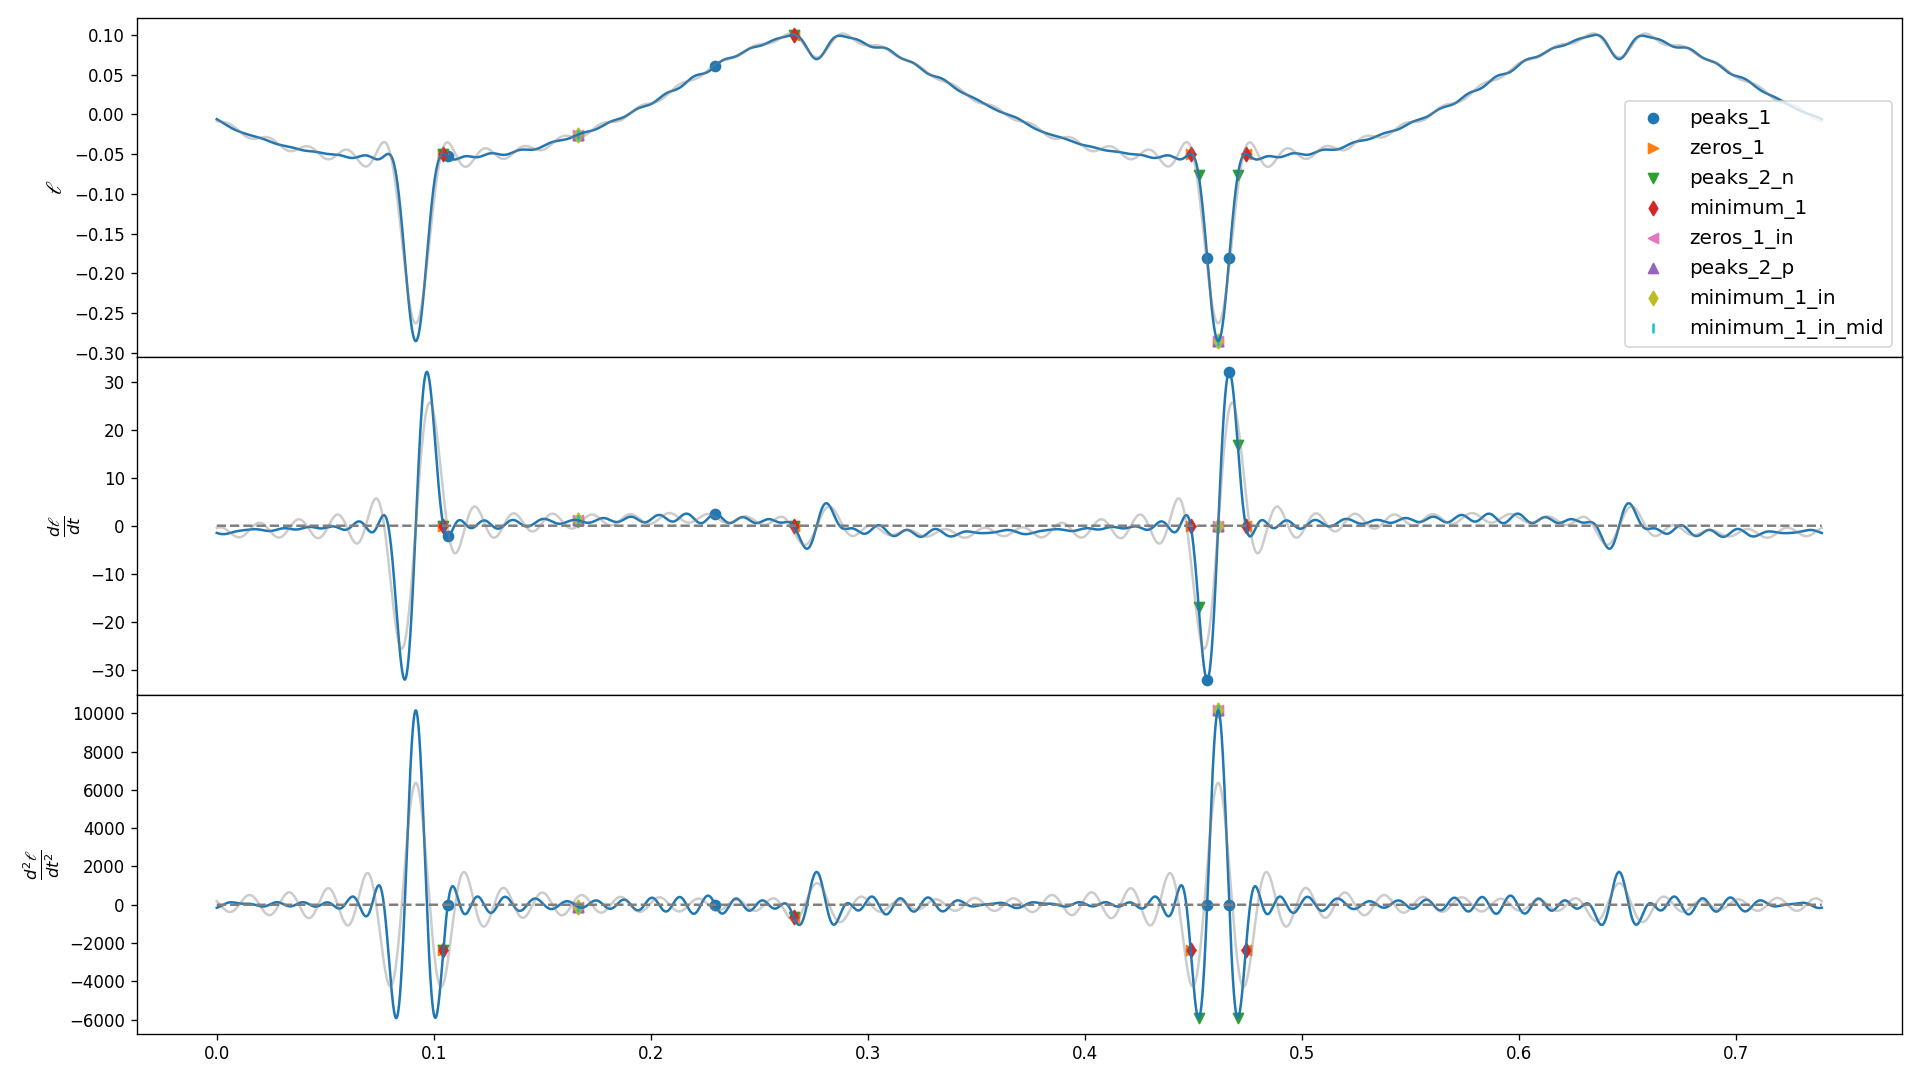 0.10
0.05
0.00
−0.05
−0.10
−0.15
−0.20
−0.25
−0.30
ℓ
peaks_1
zeros_1
peaks_2_n
minimum_1
zeros_1_in
peaks_2_p
minimum_1_in
minimum_1_in_mid
30
20
10
0
−10
−20
−30
dℓ
dt
10000
8000
6000
4000
2000
0
−2000
−4000
−6000
d²ℓ
dt²
0.0 0.1 0.2 0.3 0.4 0.5 0.6 0.7